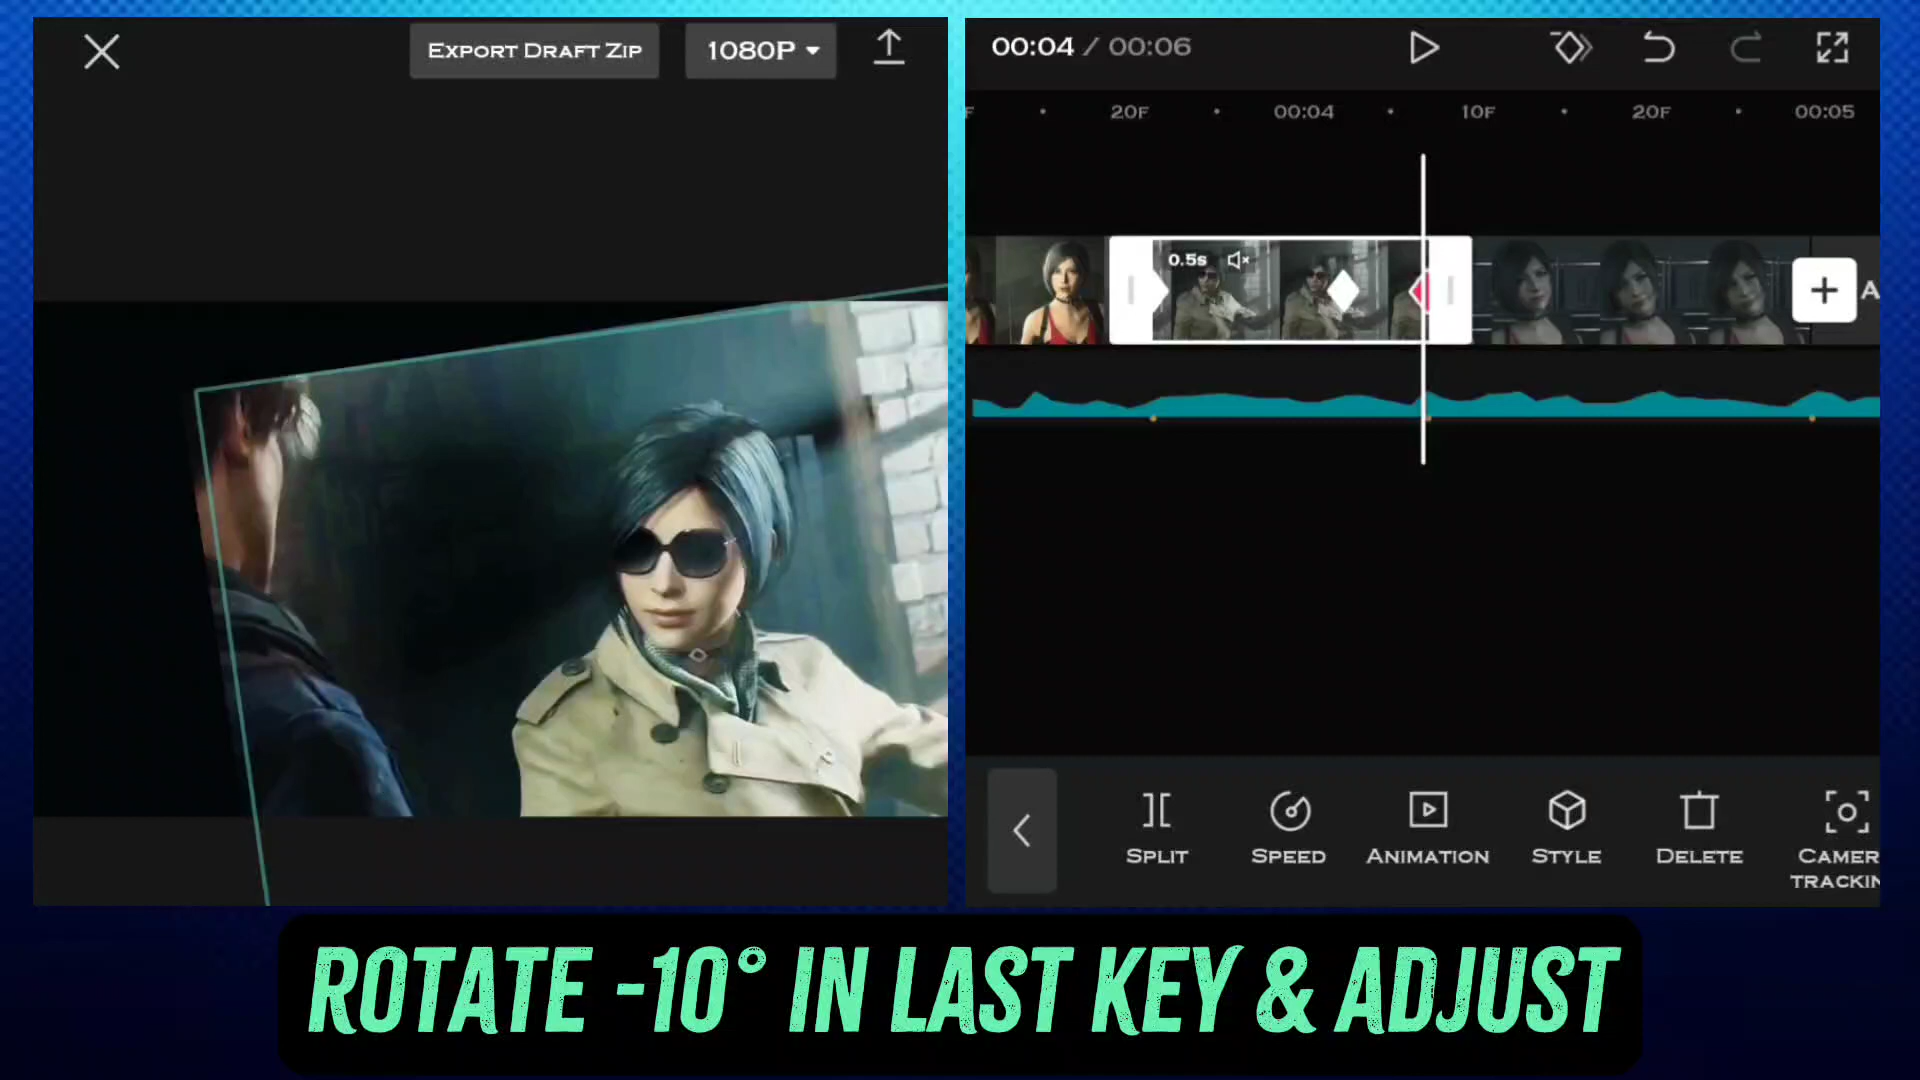 EXPORT DRAFT ZIP
1080P
00:04 / 00:06
F
20F
00:04
10F
20F
00:05
0.5s
A
SPLIT
SPEED
ANIMATION
STYLE
DELETE
CAMER
TRACKIN
ROTATE -10° IN LAST KEY & ADJUST